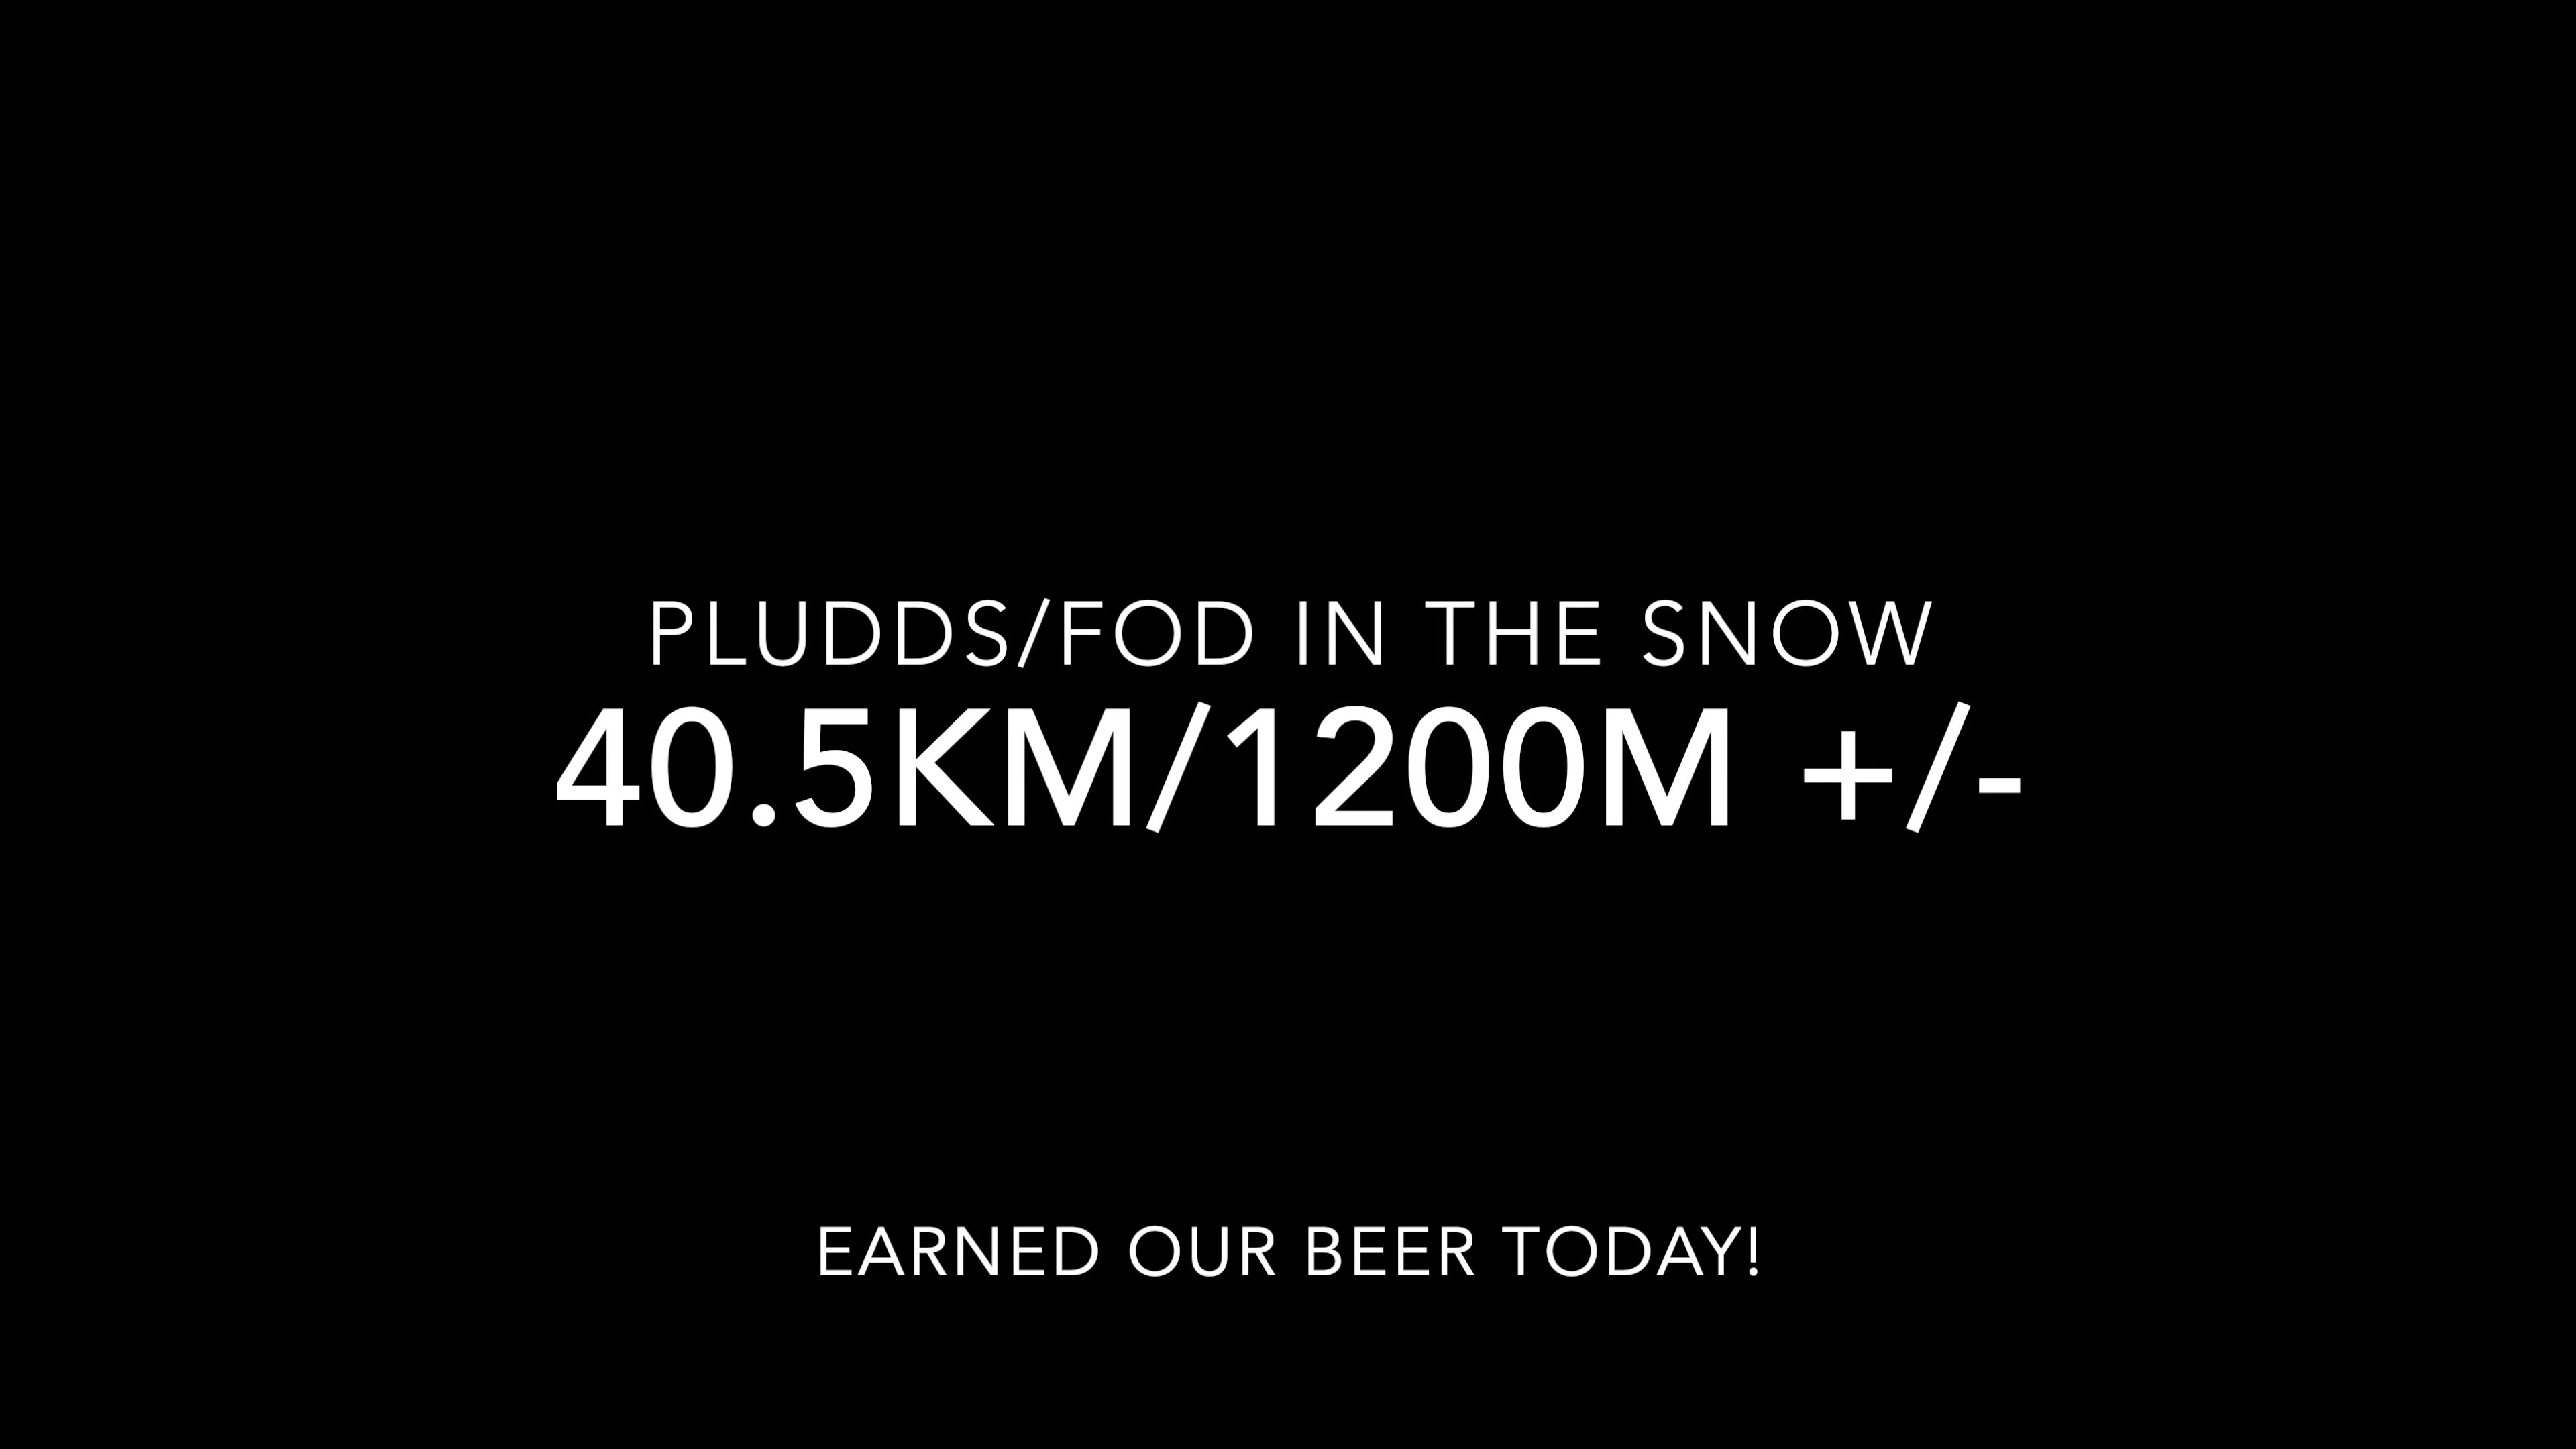 PLUDDS/FOD IN THE SNOW
40.5KM/1200M +/-
EARNED OUR BEER TODAY!